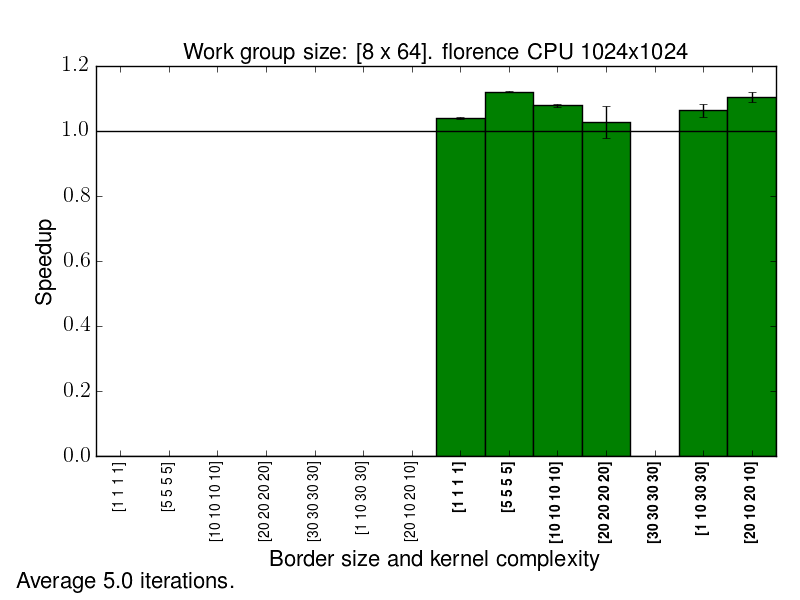 Work group size: [8 x 64]. florence CPU 1024x1024
1.2
1.0
0.8
0.6
0.4
0.2
0.0
Speedup
[1 1 1 1]
[5 5 5 5]
[10 10 10 10]
[20 20 20 20]
[30 30 30 30]
[1 10 30 30]
[20 10 20 10]
[1 1 1 1]
[5 5 5 5]
[10 10 10 10]
[20 20 20 20]
[30 30 30 30]
[1 10 30 30]
[20 10 20 10]
Border size and kernel complexity
Average 5.0 iterations.